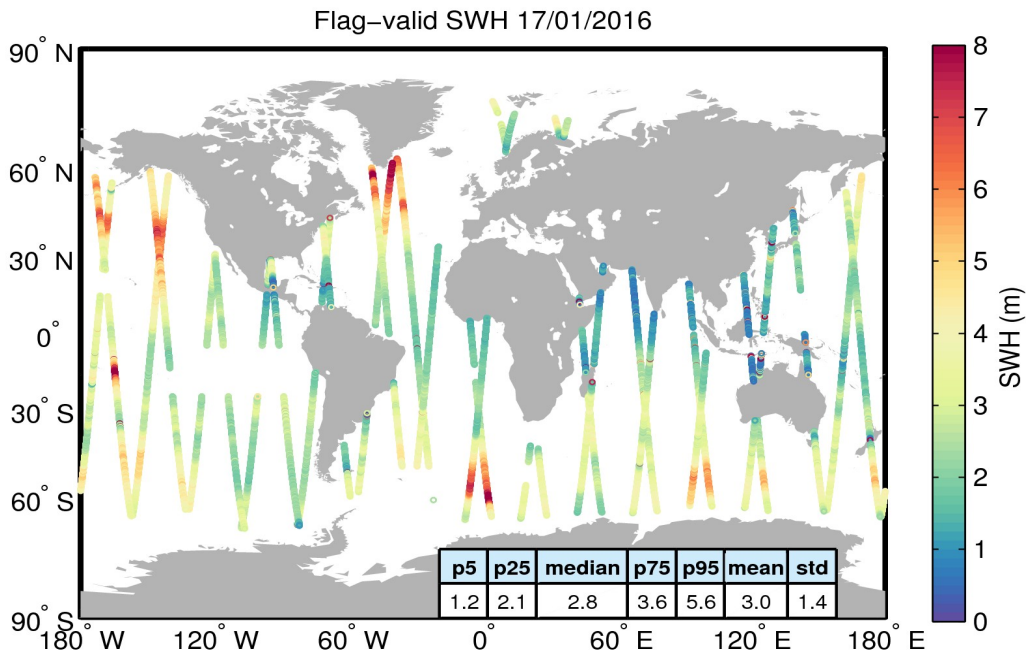 Flag−valid SWH 17/01/2016
90° N
60° N
30° N
0°
30° S
60° S
90° S
180° W
120° W
60° W
0°
60° E
120° E
180° E
p5 p25 median p75 p95 mean std
1.2 2.1 2.8 3.6 5.6 3.0 1.4
8
7
6
5
4
3
2
1
0
SWH (m)